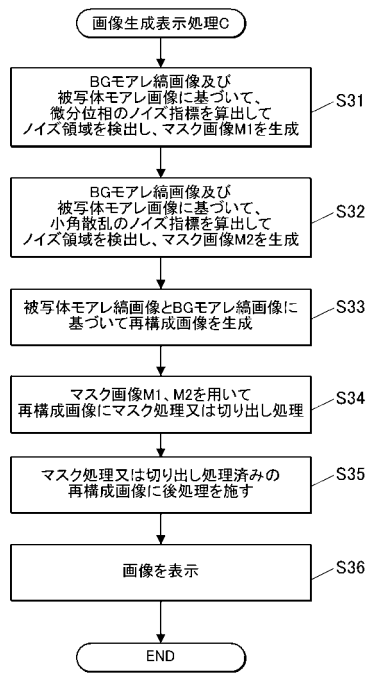 画像生成表示処理C
BGモアレ縞画像及び
被写体モアレ画像に基づいて、
微分位相のノイズ指標を算出して
ノイズ領域を検出し、マスク画像M1を生成
S31
BGモアレ縞画像及び
被写体モアレ画像に基づいて、
小角散乱のノイズ指標を算出して
ノイズ領域を検出し、マスク画像M2を生成
S32
被写体モアレ縞画像とBGモアレ縞画像に
基づいて再構成画像を生成
S33
マスク画像M1、M2を用いて
再構成画像にマスク処理又は切り出し処理
S34
マスク処理又は切り出し処理済みの
再構成画像に後処理を施す
S35
画像を表示
S36
END